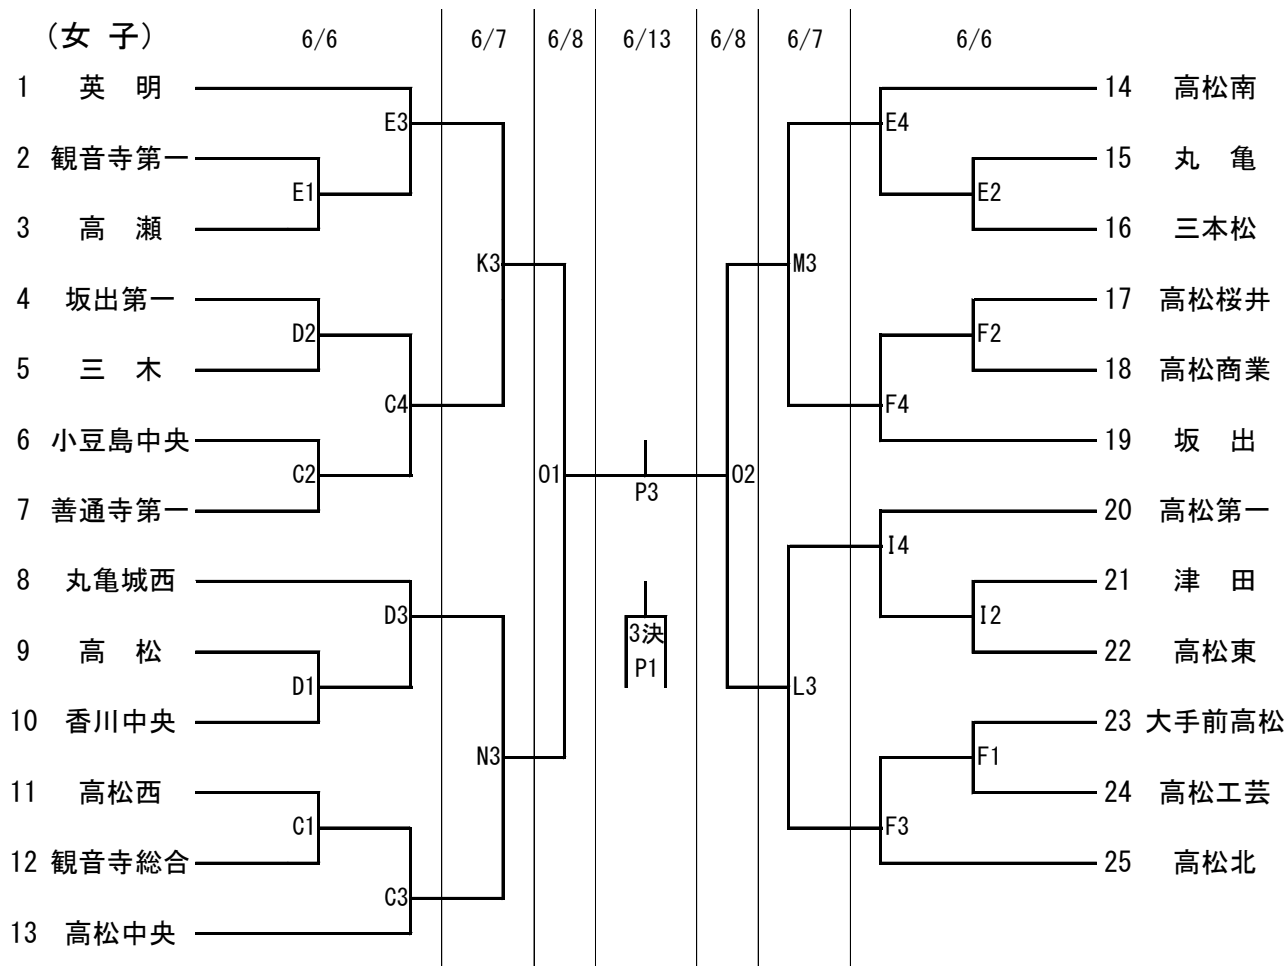 (女 子)
6/6 6/7 6/8 6/13 6/8 6/7 6/6
1 英 明
14 高松南
E3
E4
2 観音寺第一
15 丸 亀
E1
E2
3 高 瀬
16 三本松
K3
M3
4 坂出第一
17 高松桜井
D2
F2
5 三 木
18 高松商業
C4
F4
6 小豆島中央
19 坂 出
C2
O1
P3
O2
7 善通寺第一
20 高松第一
I4
8 丸亀城西
21 津 田
D3
3決
P1
I2
9 高 松
22 高松東
D1
L3
10 香川中央
23 大手前高松
N3
F1
11 高松西
24 高松工芸
C1
F3
12 観音寺総合
25 高松北
C3
13 高松中央